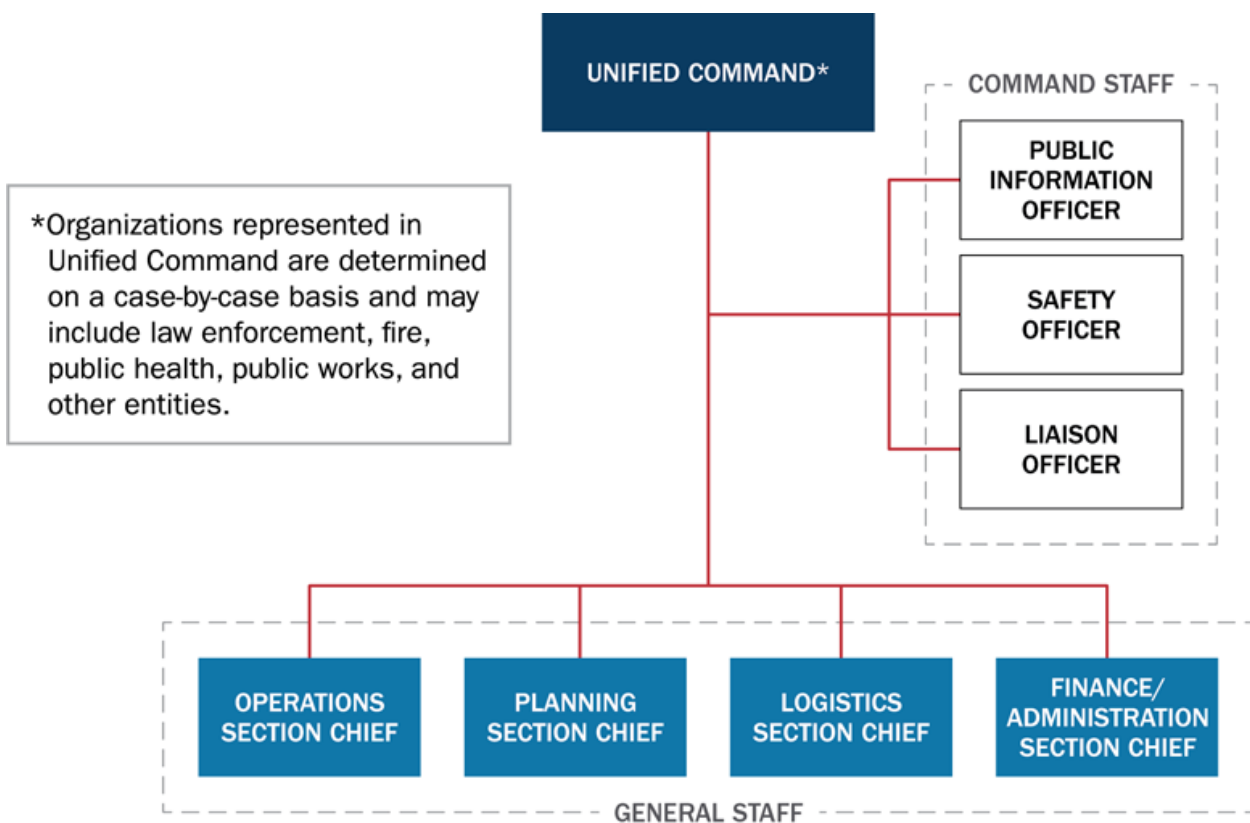 UNIFIED COMMAND*
COMMAND STAFF
PUBLIC
INFORMATION
OFFICER
SAFETY
OFFICER
LIAISON
OFFICER
*Organizations represented in
Unified Command are determined
on a case-by-case basis and may
include law enforcement, fire,
public health, public works, and
other entities.
OPERATIONS
SECTION CHIEF
PLANNING
SECTION CHIEF
LOGISTICS
SECTION CHIEF
FINANCE/
ADMINISTRATION
SECTION CHIEF
GENERAL STAFF